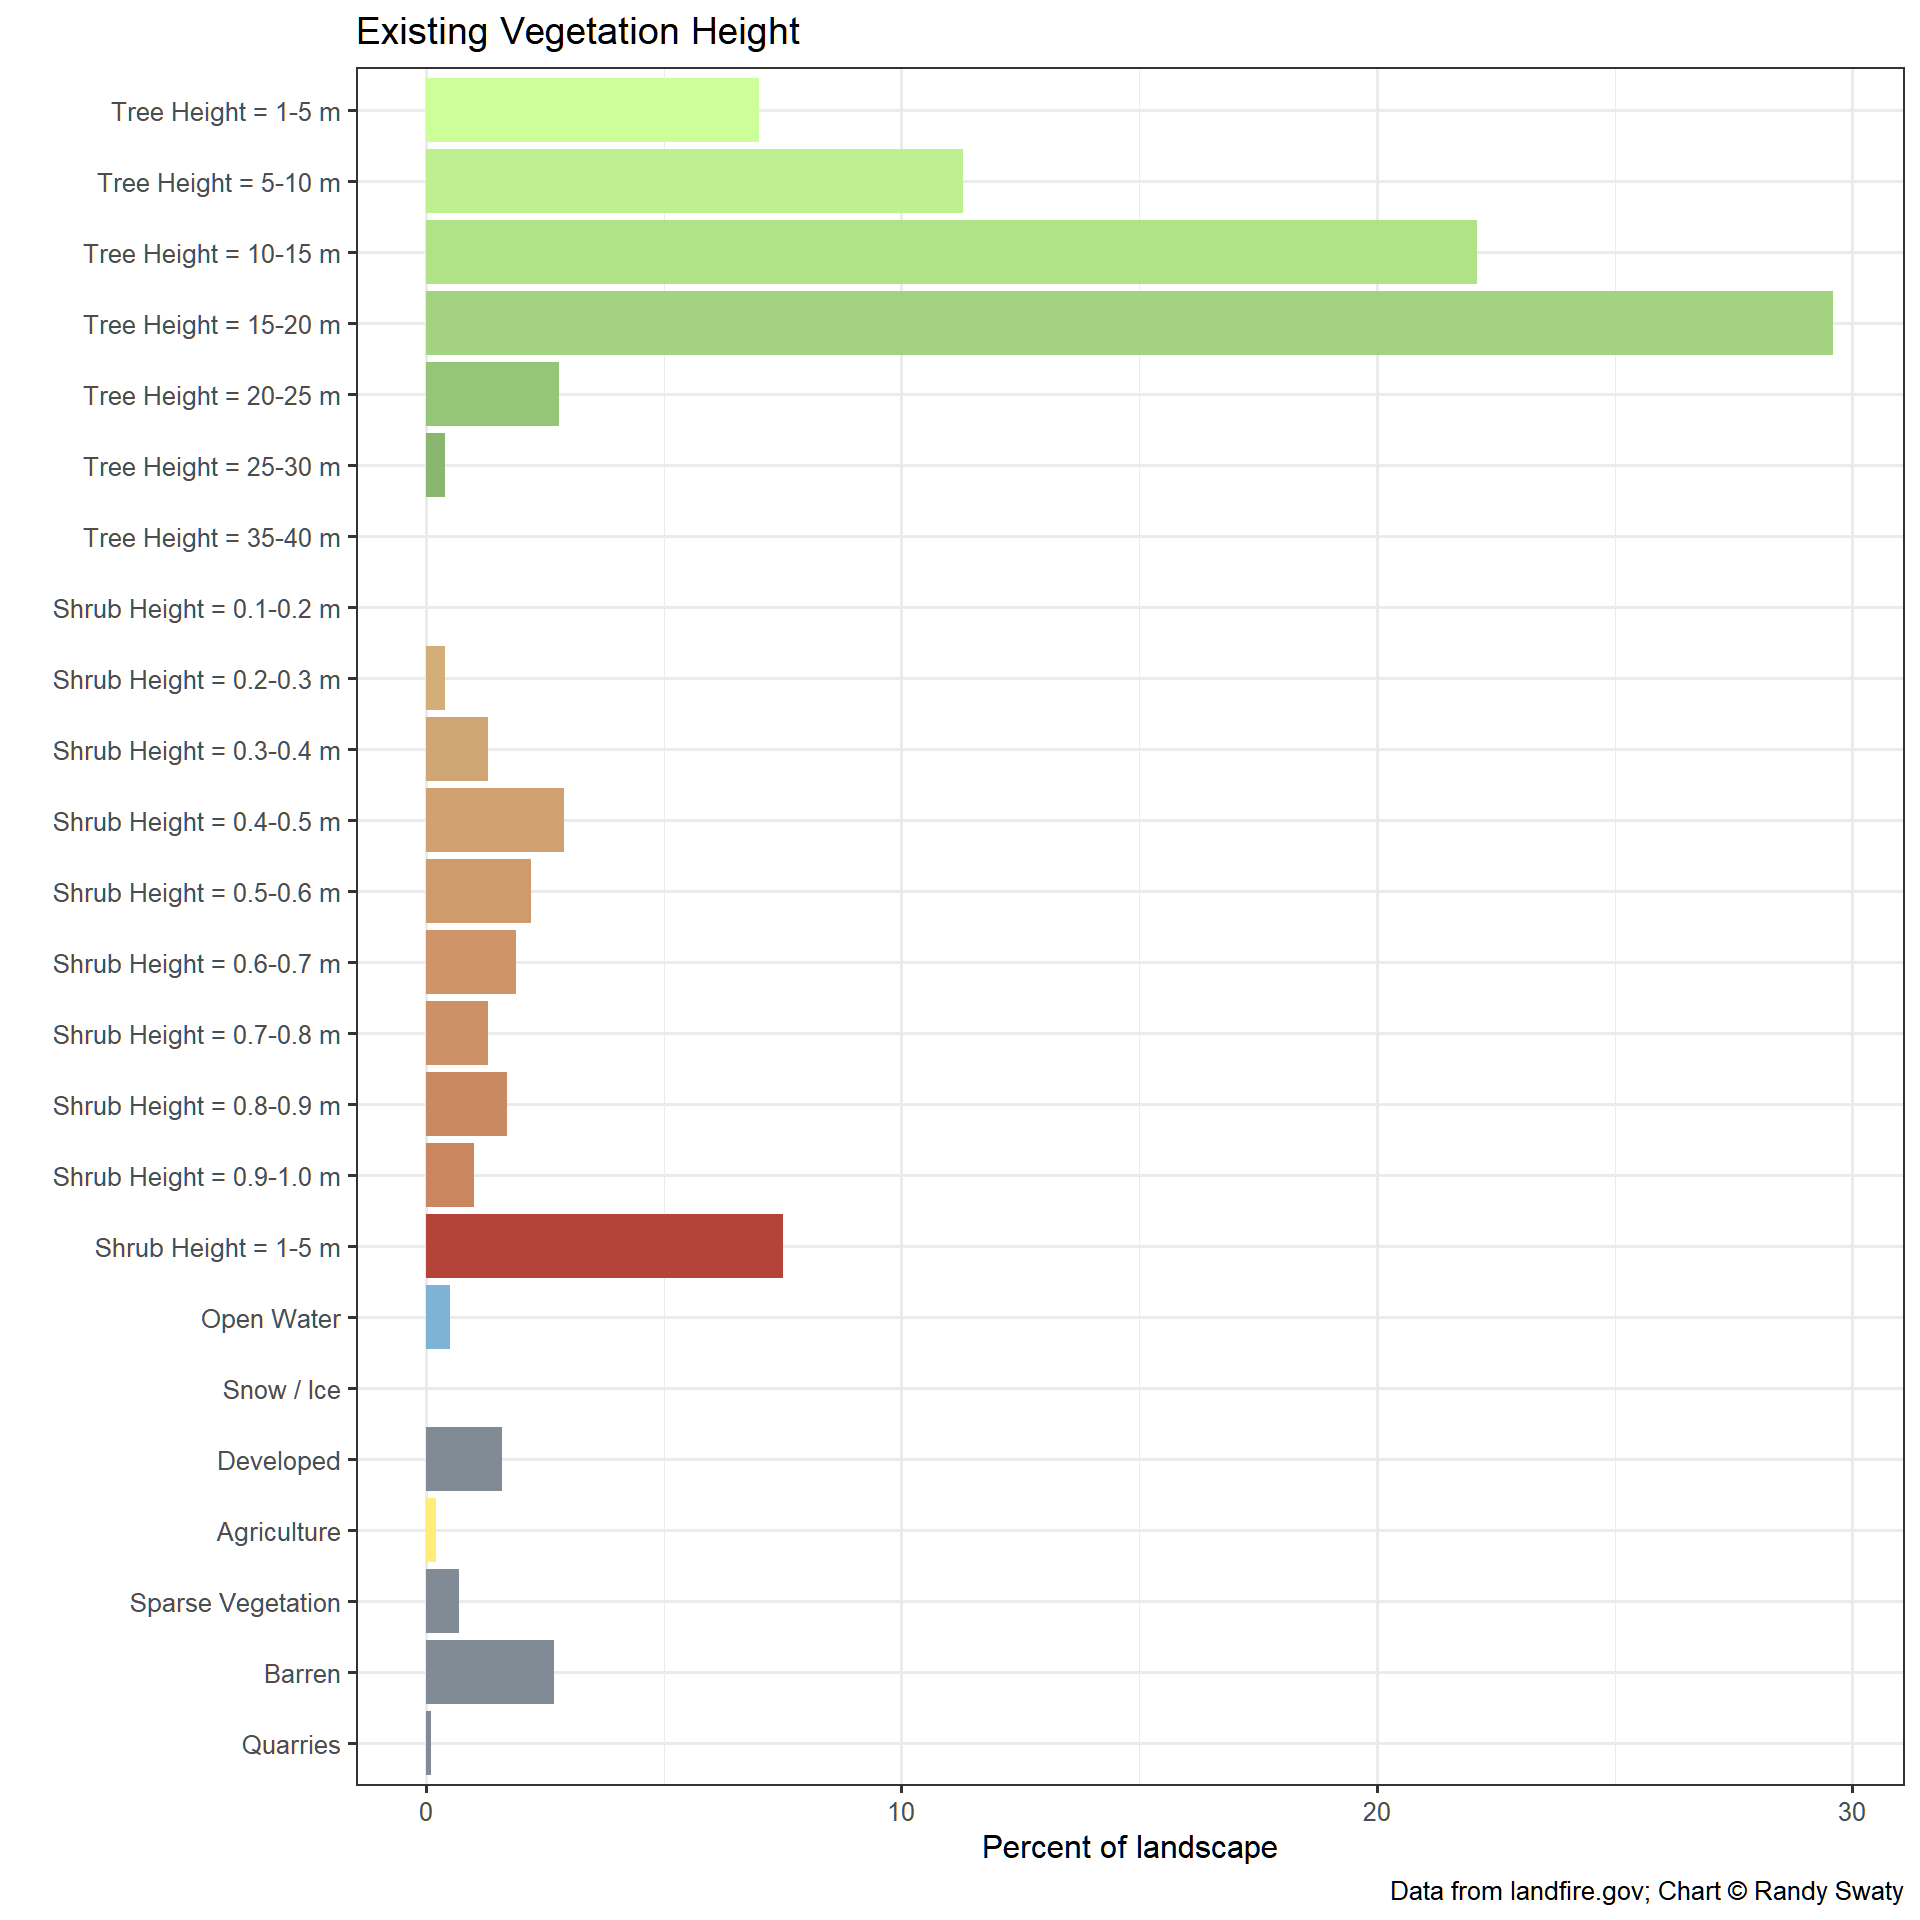 Existing Vegetation Height
Tree Height = 1-5 m
Tree Height = 5-10 m
Tree Height = 10-15 m
Tree Height = 15-20 m
Tree Height = 20-25 m
Tree Height = 25-30 m
Tree Height = 35-40 m
Shrub Height = 0.1-0.2 m
Shrub Height = 0.2-0.3 m
Shrub Height = 0.3-0.4 m
Shrub Height = 0.4-0.5 m
Shrub Height = 0.5-0.6 m
Shrub Height = 0.6-0.7 m
Shrub Height = 0.7-0.8 m
Shrub Height = 0.8-0.9 m
Shrub Height = 0.9-1.0 m
Shrub Height = 1-5 m
Open Water
Snow / Ice
Developed
Agriculture
Sparse Vegetation
Barren
Quarries
0 10 20 30
Percent of landscape
Data from landfire.gov; Chart © Randy Swaty